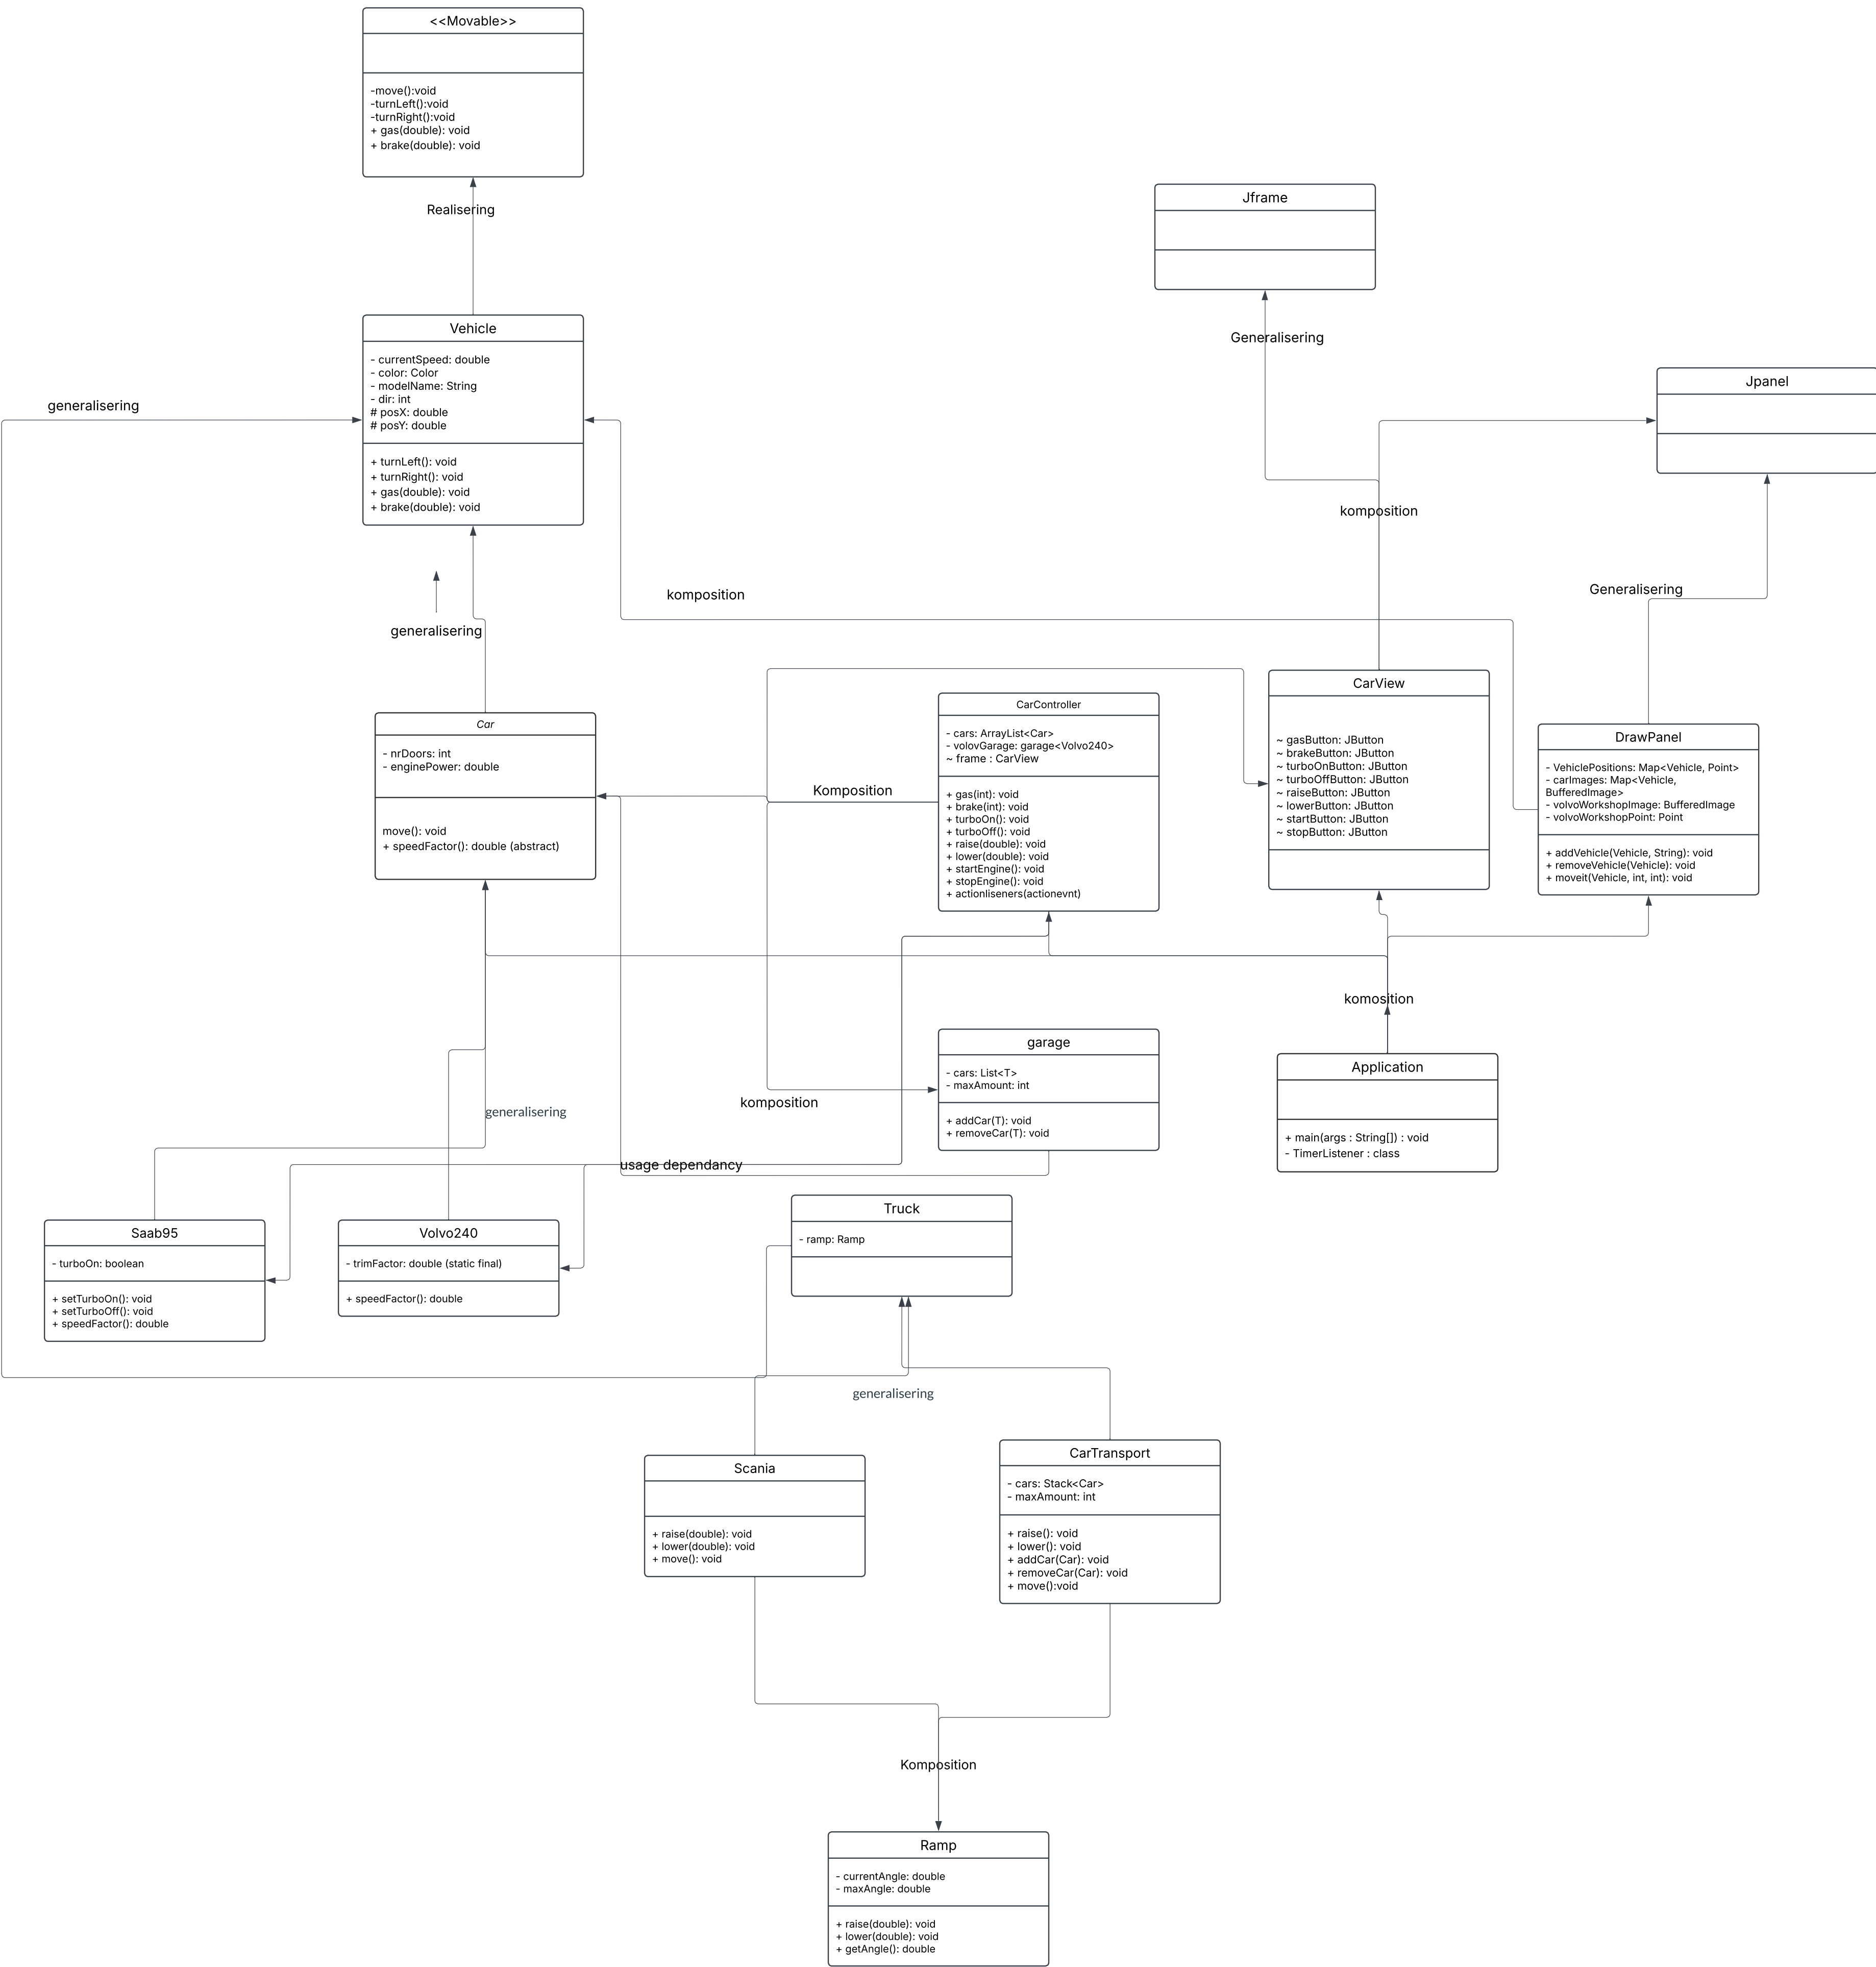 <<Movable>>
-move():void
-turnLeft():void
-turnRight():void
+ gas(double): void
+ brake(double): void
Realisering
Jframe
Generalisering
Vehicle
- currentSpeed: double
- color: Color
- modelName: String
- dir: int
# posX: double
# posY: double
+ turnLeft(): void
+ turnRight(): void
+ gas(double): void
+ brake(double): void
Jpanel
generalisering
komposition
Generalisering
komposition
generalisering
Car
- nrDoors: int
- enginePower: double
move(): void
+ speedFactor(): double (abstract)
Komposition
CarController
- cars: ArrayList<Car>
- volovGarage: garage<Volvo240>
~ frame : CarView
+ gas(int): void
+ brake(int): void
+ turboOn(): void
+ turboOff(): void
+ raise(double): void
+ lower(double): void
+ startEngine(): void
+ stopEngine(): void
+ actionliseners(actionevnt)
CarView
~ gasButton: JButton
~ brakeButton: JButton
~ turboOnButton: JButton
~ turboOffButton: JButton
~ raiseButton: JButton
~ lowerButton: JButton
~ startButton: JButton
~ stopButton: JButton
DrawPanel
- VehiclePositions: Map<Vehicle, Point>
- carImages: Map<Vehicle,
BufferedImage>
- volvoWorkshopImage: BufferedImage
- volvoWorkshopPoint: Point
+ addVehicle(Vehicle, String): void
+ removeVehicle(Vehicle): void
+ moveit(Vehicle, int, int): void
komosition
garage
- cars: List<T>
- maxAmount: int
+ addCar(T): void
+ removeCar(T): void
Application
+ main(args : String[]) : void
- TimerListener : class
generalisering
komposition
usage dependancy
Saab95
- turboOn: boolean
+ setTurboOn(): void
+ setTurboOff(): void
+ speedFactor(): double
Volvo240
- trimFactor: double (static final)
+ speedFactor(): double
Truck
- ramp: Ramp
generalisering
Scania
+ raise(double): void
+ lower(double): void
+ move(): void
CarTransport
- cars: Stack<Car>
- maxAmount: int
+ raise(): void
+ lower(): void
+ addCar(Car): void
+ removeCar(Car): void
+ move():void
Komposition
Ramp
- currentAngle: double
- maxAngle: double
+ raise(double): void
+ lower(double): void
+ getAngle(): double